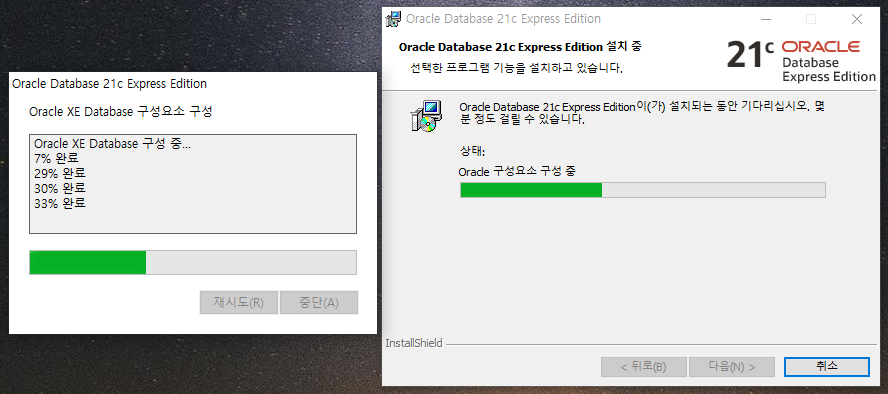 Oracle Database 21c Express Edition
Oracle XE Database 구성요소 구성
Oracle XE Database 구성 중...
7% 완료
29% 완료
30% 완료
33% 완료
재시도(R)
중단(A)
Oracle Database 21c Express Edition
Oracle Database 21c Express Edition 설치 중
선택한 프로그램 기능을 설치하고 있습니다.
21c ORACLE
Database
Express Edition
Oracle Database 21c Express Edition이(가) 설치되는 동안 기다리십시오. 몇
분 정도 걸릴 수 있습니다.
상태:
Oracle 구성요소 구성 중
InstallShield
< 뒤로(B)
다음(N) >
취소